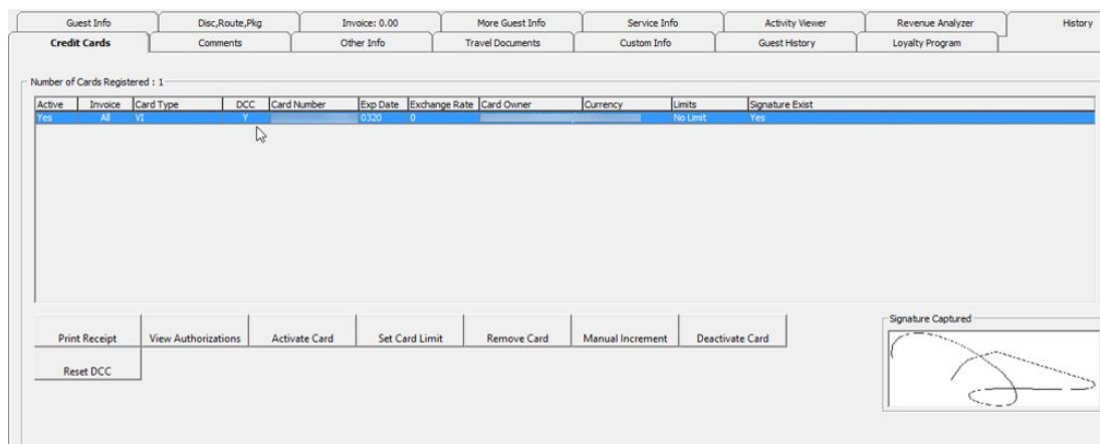 Guest Info Disc,Route,Pkg Invoice: 0.00 More Guest Info Service Info Activity Viewer Revenue Analyzer History
Credit Cards Comments Other Info Travel Documents Custom Info Guest History Loyalty Program
Number of Cards Registered : 1
Active Invoice Card Type DCC Card Number Exp Date Exchange Rate Card Owner Currency Limits Signature Exist
Yes All VI Y 0320 0 No Limit Yes
Print Receipt View Authorizations Activate Card Set Card Limit Remove Card Manual Increment Deactivate Card
Signature Captured
Reset DCC